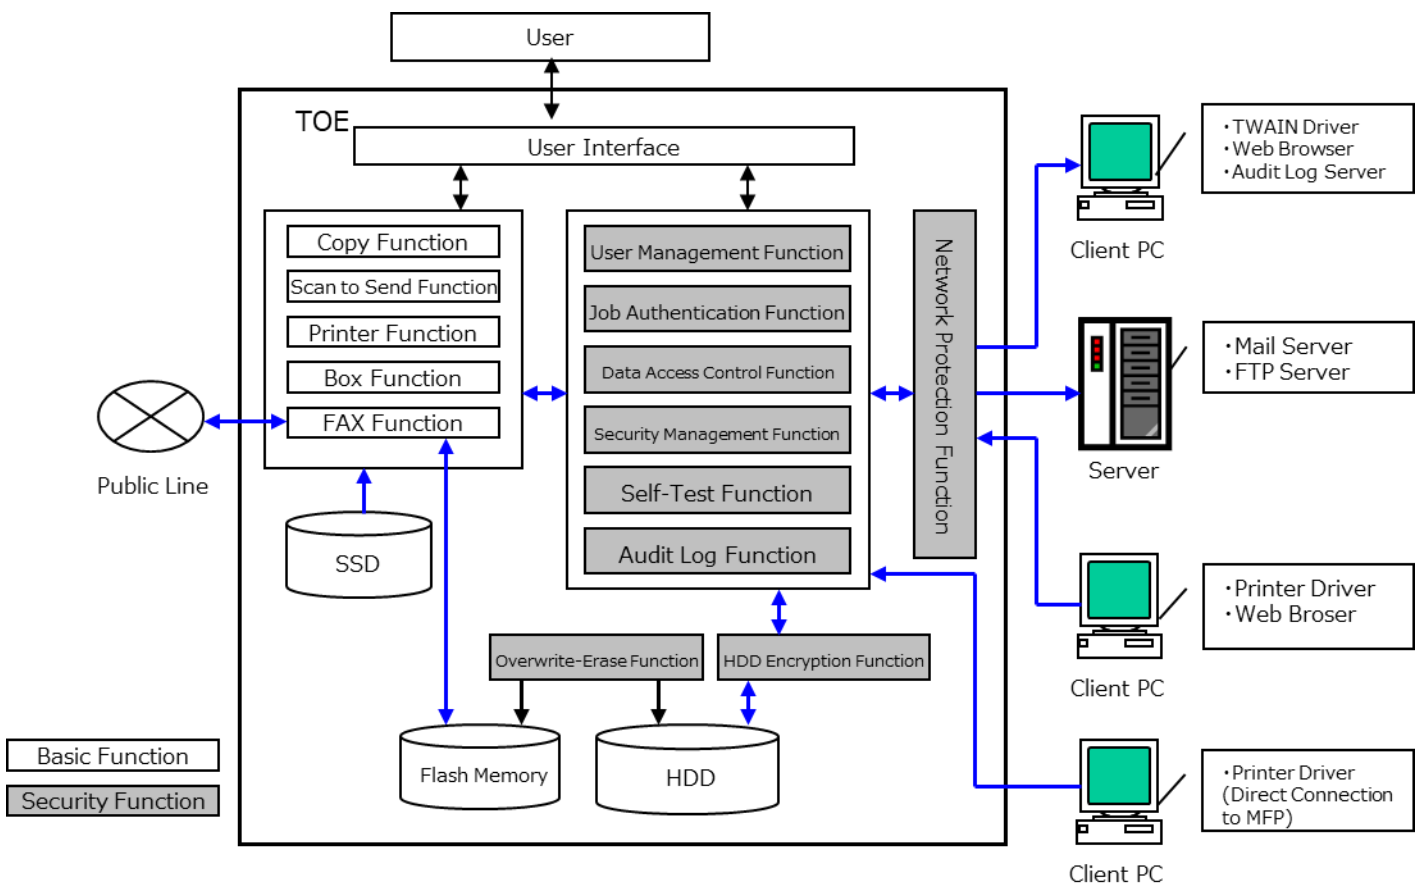 User
TOE
User Interface
Copy Function
Scan to Send Function
Printer Function
Box Function
FAX Function
User Management Function
Job Authentication Function
Data Access Control Function
Security Management Function
Self-Test Function
Audit Log Function
Network Protection Function
Public Line
SSD
Overwrite-Erase Function
HDD Encryption Function
Flash Memory
HDD
Basic Function
Security Function
・TWAIN Driver
・Web Browser
・Audit Log Server
Client PC
・Mail Server
・FTP Server
Server
・Printer Driver
・Web Broser
Client PC
・Printer Driver
(Direct Connection
to MFP)
Client PC